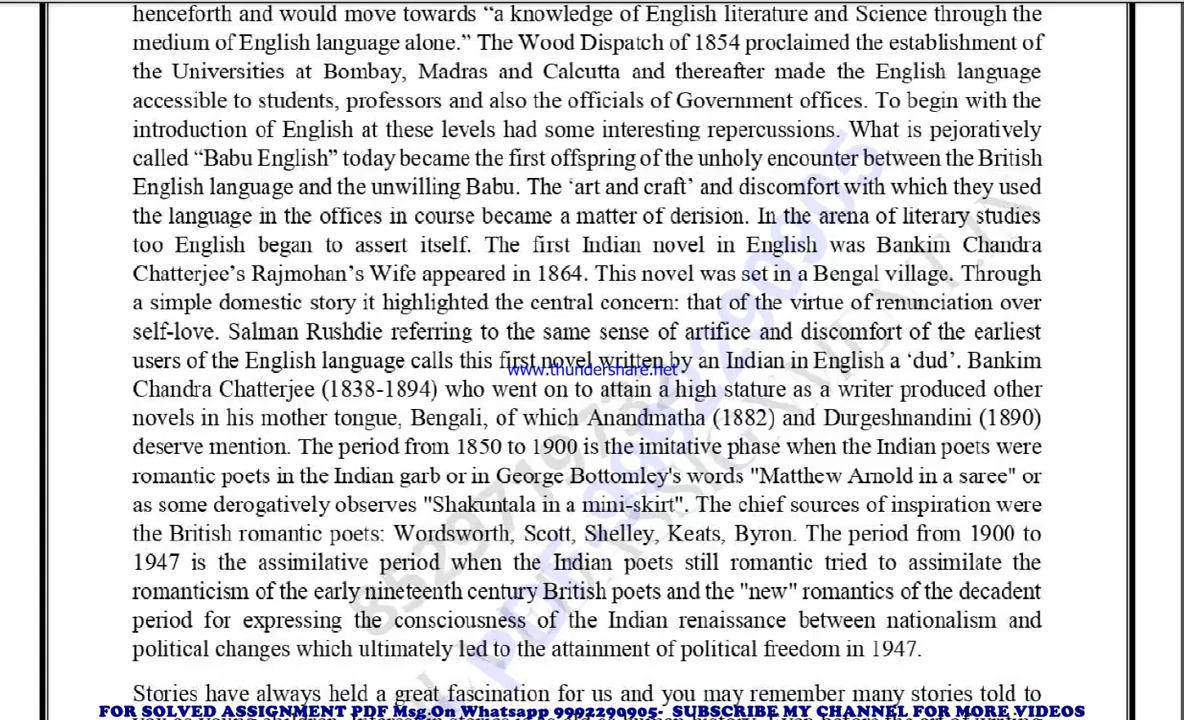 henceforth and would move towards “a knowledge of English literature and Science through the
medium of English language alone.” The Wood Dispatch of 1854 proclaimed the establishment of
the Universities at Bombay, Madras and Calcutta and thereafter made the English language
accessible to students, professors and also the officials of Government offices. To begin with the
introduction of English at these levels had some interesting repercussions. What is pejoratively
called “Babu English” today became the first offspring of the unholy encounter between the British
English language and the unwilling Babu. The ‘art and craft’ and discomfort with which they used
the language in the offices in course became a matter of derision. In the arena of literary studies
too English began to assert itself. The first Indian novel in English was Bankim Chandra
Chatterjee’s Rajmohan’s Wife appeared in 1864. This novel was set in a Bengal village. Through
a simple domestic story it highlighted the central concern: that of the virtue of renunciation over
self-love. Salman Rushdie referring to the same sense of artifice and discomfort of the earliest
users of the English language calls this first novel written by an Indian in English a ‘dud’. Bankim
www.thundershare.net
Chandra Chatterjee (1838-1894) who went on to attain a high stature as a writer produced other
novels in his mother tongue, Bengali, of which Anandmatha (1882) and Durgeshnandini (1890)
deserve mention. The period from 1850 to 1900 is the imitative phase when the Indian poets were
romantic poets in the Indian garb or in George Bottomley's words "Matthew Arnold in a saree" or
as some derogatively observes "Shakuntala in a mini-skirt". The chief sources of inspiration were
the British romantic poets: Wordsworth, Scott, Shelley, Keats, Byron. The period from 1900 to
1947 is the assimilative period when the Indian poets still romantic tried to assimilate the
romanticism of the early nineteenth century British poets and the "new" romantics of the decadent
period for expressing the consciousness of the Indian renaissance between nationalism and
political changes which ultimately led to the attainment of political freedom in 1947.
Stories have always held a great fascination for us and you may remember many stories told to
FOR SOLVED ASSIGNMENT PDF Msg.On Whatsapp 9992290905- SUBSCRIBE MY CHANNEL FOR MORE VIDEOS